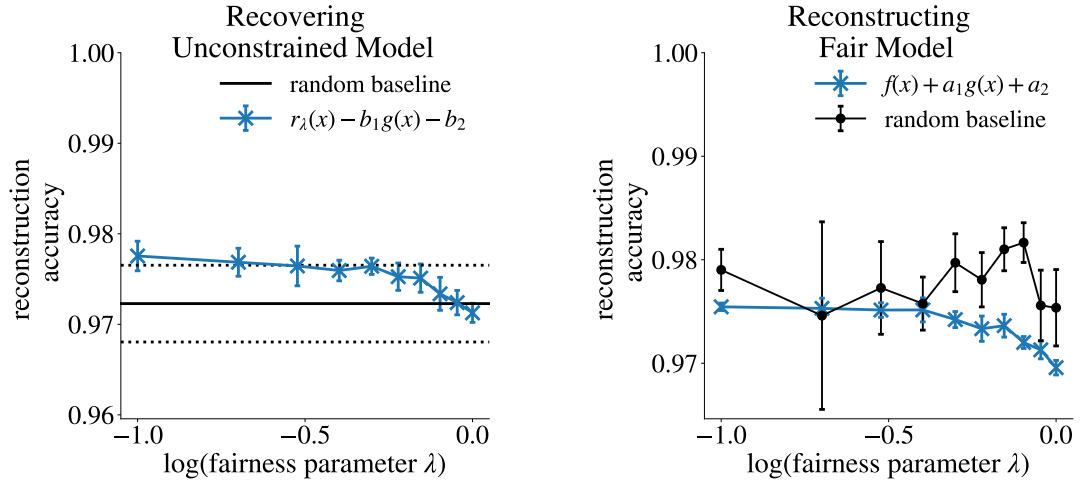 Recovering
Unconstrained Model
1.00
0.99
0.98
0.97
0.96
reconstruction
accuracy
random baseline
r_λ(x) − b₁g(x) − b₂
−1.0
−0.5
0.0
log(fairness parameter λ)
Reconstructing
Fair Model
1.00
0.99
0.98
0.97
reconstruction
accuracy
f(x) + a₁g(x) + a₂
random baseline
−1.0
−0.5
0.0
log(fairness parameter λ)